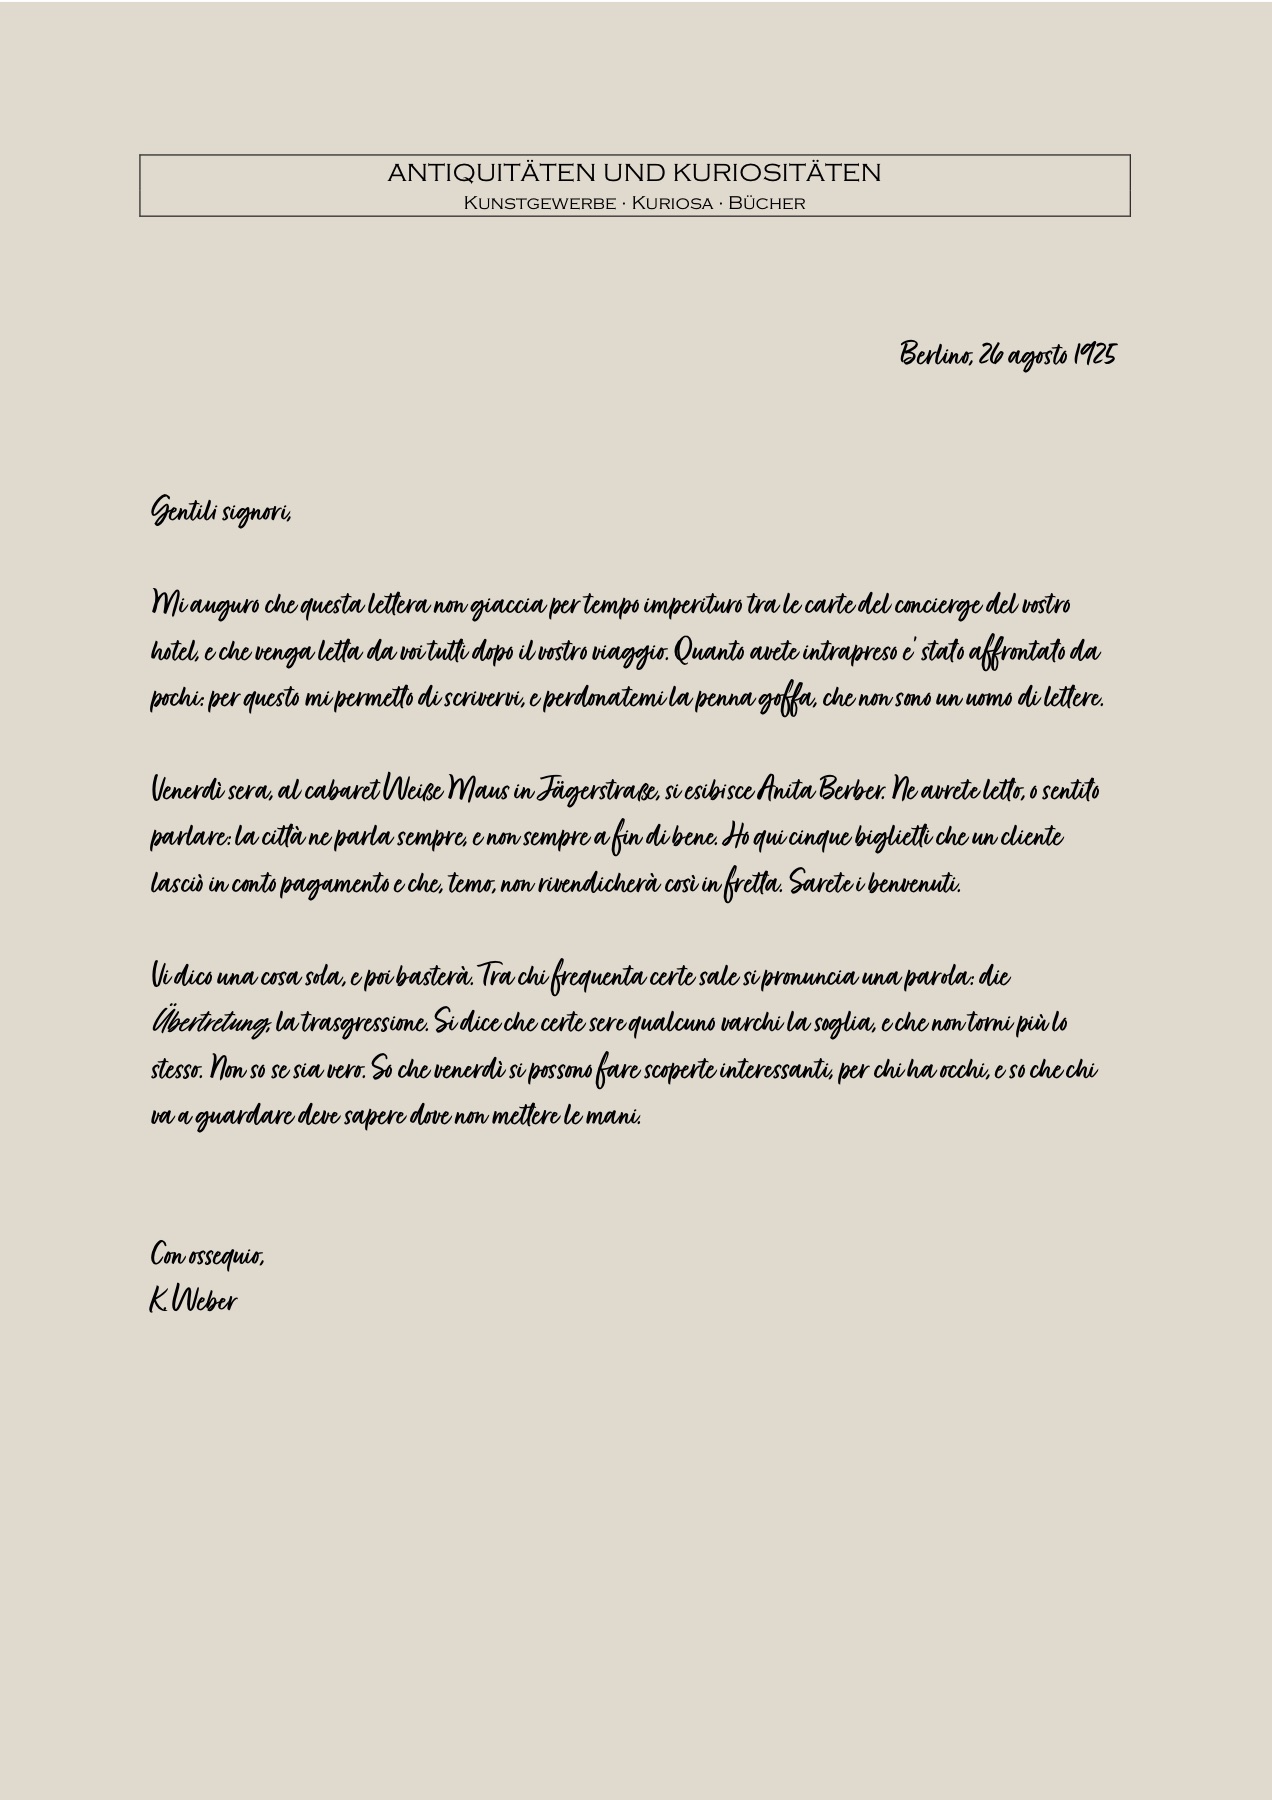 ANTIQUITÄTEN UND KURIOSITÄTEN
KUNSTGEWERBE · KURIOSA · BÜCHER
Berlino, 26 agosto 1925
Gentili signori,
Mi auguro che questa lettera non giaccia per tempo imperituro tra le carte del concierge del vostro
hotel, e che venga letta da voi tutti dopo il vostro viaggio. Quanto avete intrapreso e' stato affrontato da
pochi: per questo mi permetto di scrivervi, e perdonatemi la penna goffa, che non sono un uomo di lettere.
Venerdì sera, al cabaret Weiße Maus in Jägerstraße, si esibisce Anita Berber. Ne avrete letto, o sentito
parlare: la città ne parla sempre, e non sempre a fin di bene. Ho qui cinque biglietti che un cliente
lasciò in conto pagamento e che, temo, non rivendicherà così in fretta. Sarete i benvenuti.
Vi dico una cosa sola, e poi basterà. Tra chi frequenta certe sale si pronuncia una parola: die
Übertretung, la trasgressione. Si dice che certe sere qualcuno varchi la soglia, e che non torni più lo
stesso. Non so se sia vero. So che venerdì si possono fare scoperte interessanti, per chi ha occhi, e so che chi
va a guardare deve sapere dove non mettere le mani.
Con ossequio,
K. Weber